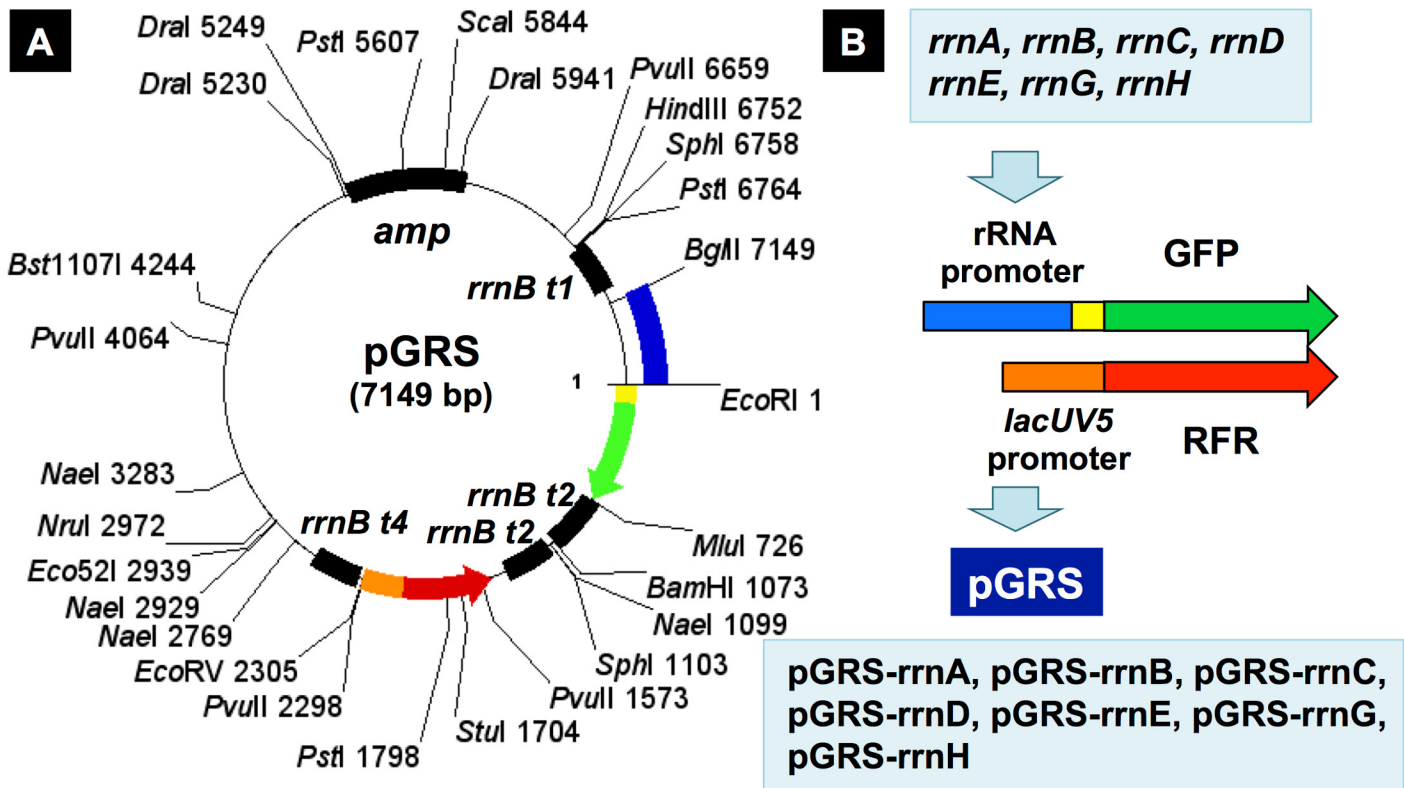 A
DraI 5249
DraI 5230
PstI 5607
ScaI 5844
DraI 5941
PvuII 6659
HindIII 6752
SphI 6758
PstI 6764
BglII 7149
amp
rrnB t1
Bst1107I 4244
PvuII 4064
pGRS
(7149 bp)
1
EcoRI 1
NaeI 3283
NruI 2972
Eco52I 2939
NaeI 2929
NaeI 2769
EcoRV 2305
PvuII 2298
rrnB t4
rrnB t2
rrnB t2
MluI 726
BamHI 1073
NaeI 1099
SphI 1103
PvuII 1573
StuI 1704
PstI 1798
B
rrnA, rrnB, rrnC, rrnD
rrnE, rrnG, rrnH
rRNA
promoter
GFP
lacUV5
promoter
RFR
pGRS
pGRS-rrnA, pGRS-rrnB, pGRS-rrnC,
pGRS-rrnD, pGRS-rrnE, pGRS-rrnG,
pGRS-rrnH